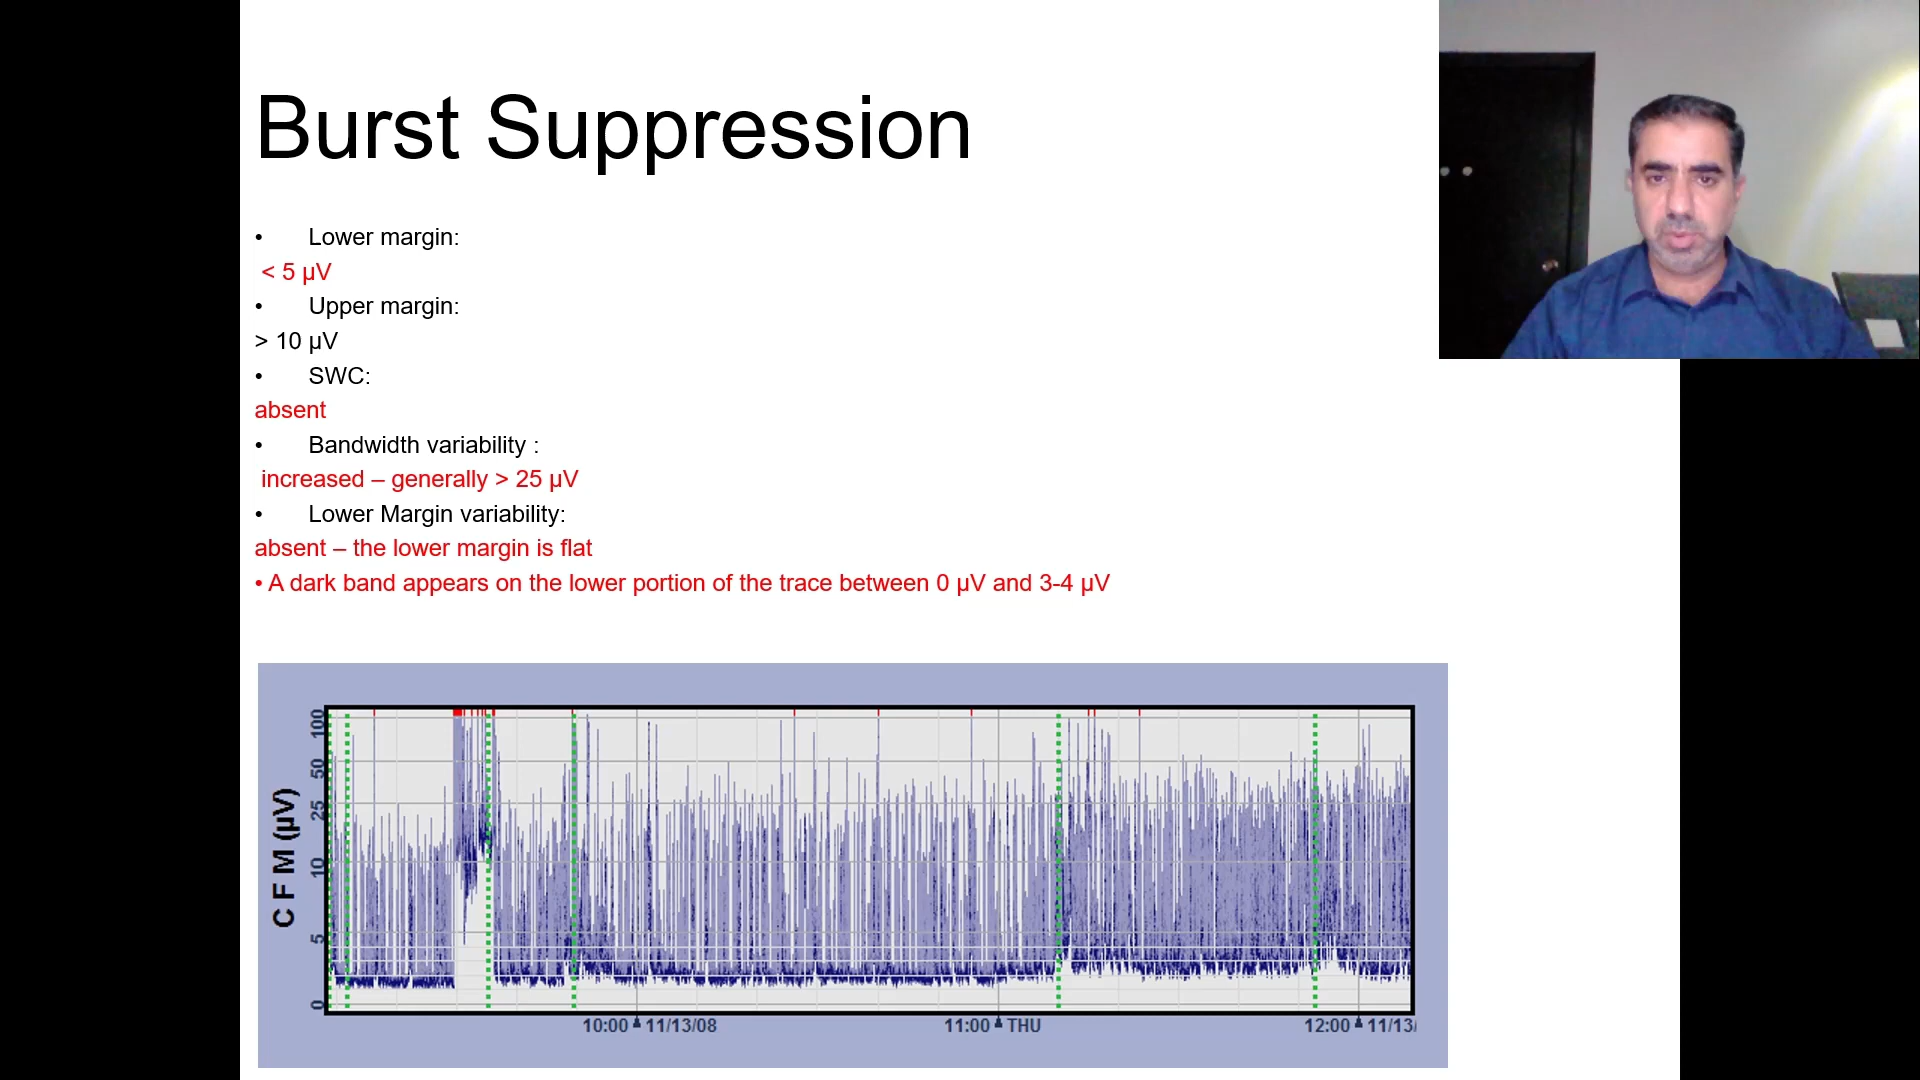 Burst Suppression
• Lower margin:
< 5 µV
• Upper margin:
> 10 µV
• SWC:
absent
• Bandwidth variability :
increased – generally > 25 µV
• Lower Margin variability:
absent – the lower margin is flat
• A dark band appears on the lower portion of the trace between 0 µV and 3-4 µV
C F M (µV)
100
50
25
10
5
0
10:00 11/13/08 11:00 THU 12:00 11/13/